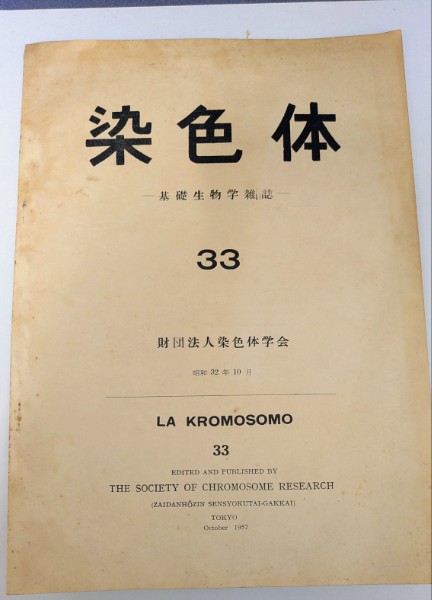 染色体
—基礎生物学雑誌—
33
財団法人染色体学会
昭和 32 年 10 月
LA KROMOSOMO
33
EDITED AND PUBLISHED BY
THE SOCIETY OF CHROMOSOME RESEARCH
(ZAIDANHÔZIN SENSYOKUTAI-GAKKAI)
TOKYO
October 1957